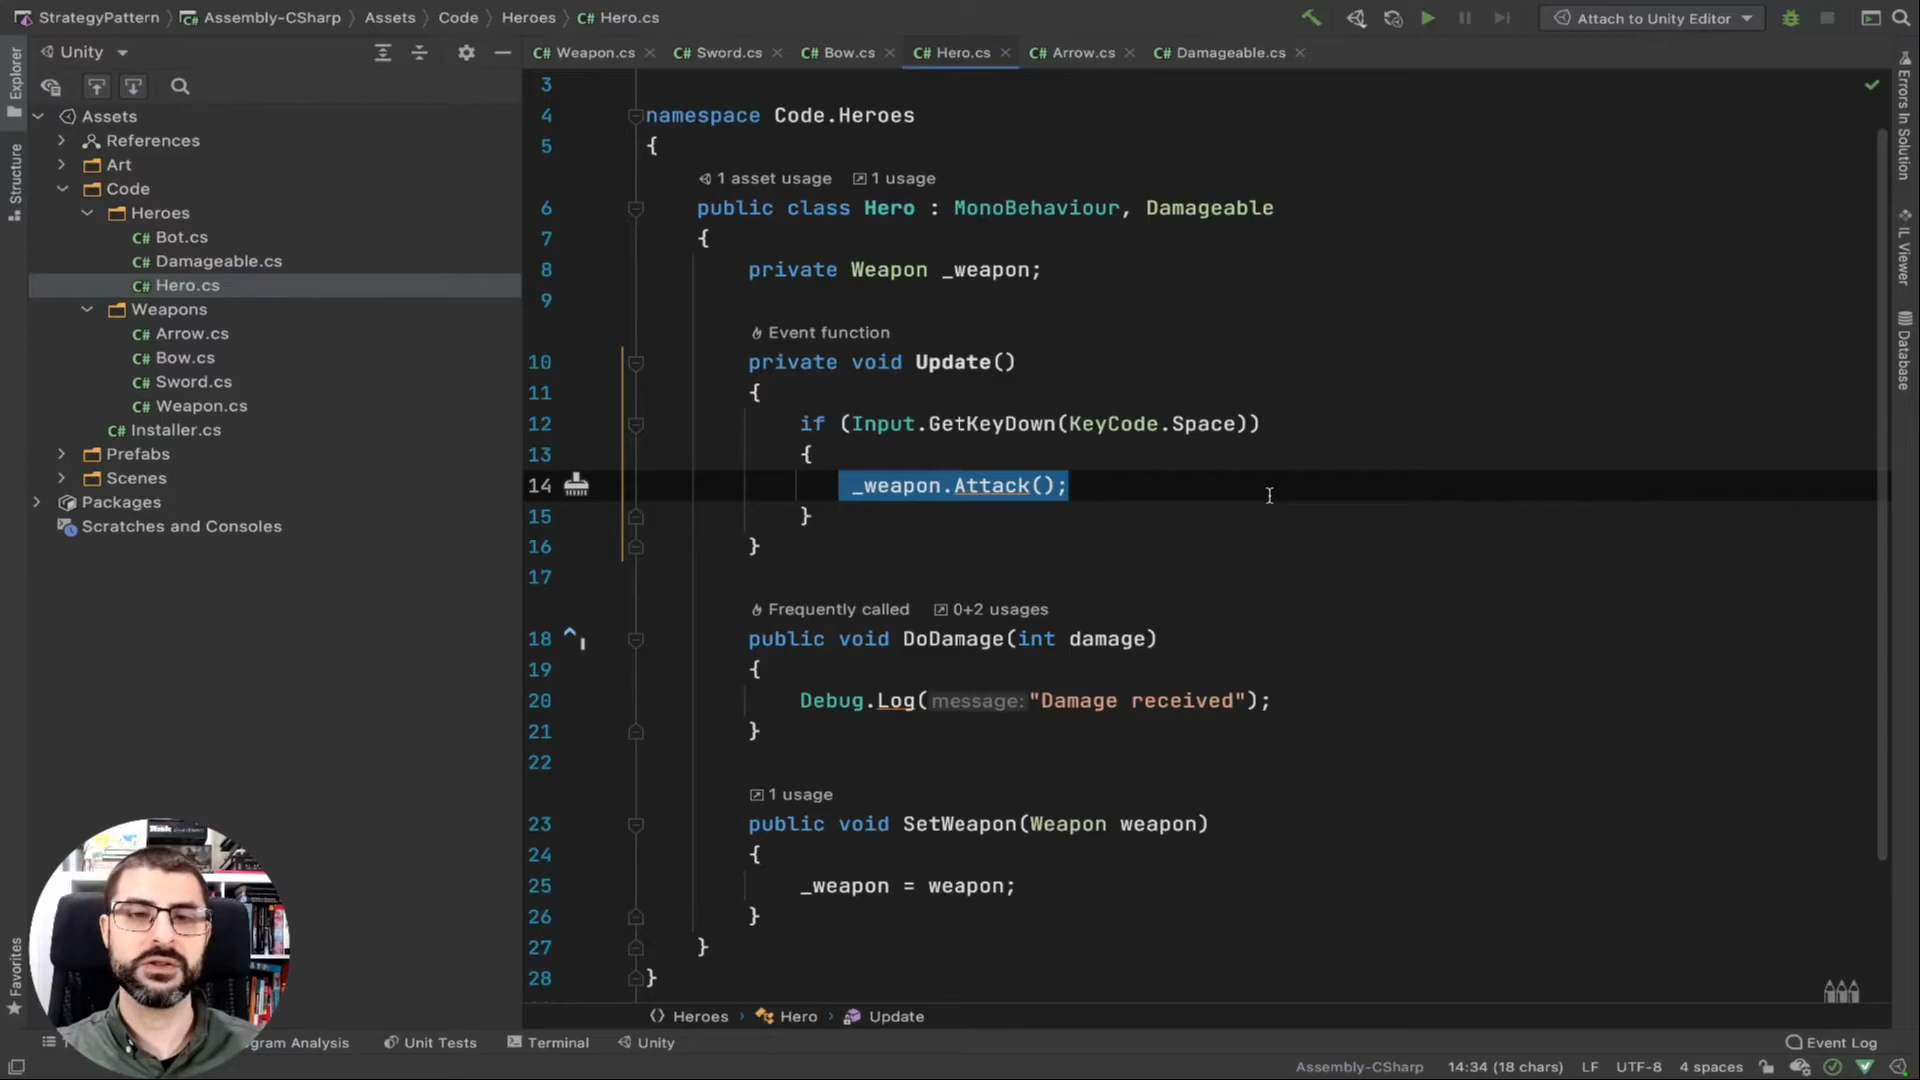 StrategyPattern Assembly-CSharp Assets Code Heroes C# Hero.cs
Attach to Unity Editor
Explorer
Structure
Favorites
Unity
C# Weapon.cs C# Sword.cs C# Bow.cs C# Hero.cs C# Arrow.cs C# Damageable.cs
Assets
References
Art
Code
Heroes
C# Bot.cs
C# Damageable.cs
C# Hero.cs
Weapons
C# Arrow.cs
C# Bow.cs
C# Sword.cs
C# Weapon.cs
C# Installer.cs
Prefabs
Scenes
Packages
Scratches and Consoles
3
4 namespace Code.Heroes
5 {
1 asset usage 1 usage
6 public class Hero : MonoBehaviour, Damageable
7 {
8 private Weapon _weapon;
9
Event function
10 private void Update()
11 {
12 if (Input.GetKeyDown(KeyCode.Space))
13 {
14 _weapon.Attack();
15 }
16 }
17
Frequently called 0+2 usages
18 public void DoDamage(int damage)
19 {
20 Debug.Log(message:"Damage received");
21 }
22
1 usage
23 public void SetWeapon(Weapon weapon)
24 {
25 _weapon = weapon;
26 }
27 }
28 }
Errors In Solution
IL Viewer
Database
Heroes Hero Update
Analysis Unit Tests Terminal Unity Event Log
Assembly-CSharp 14:34 (18 chars) LF UTF-8 4 spaces